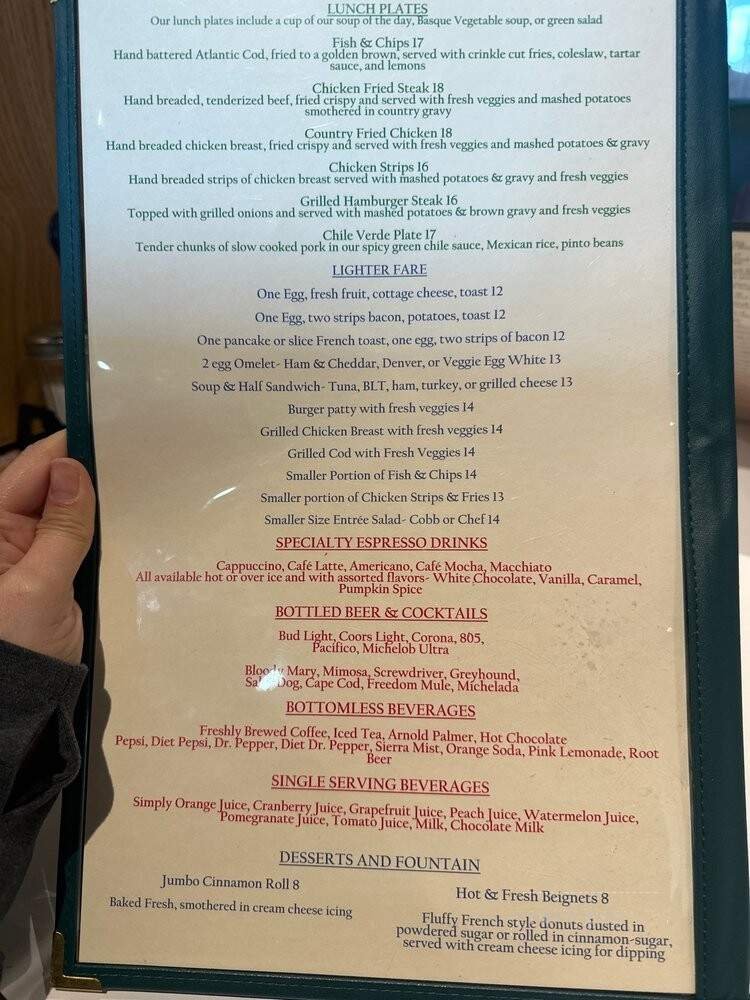 LUNCH PLATES
Our lunch plates include a cup of our soup of the day, Basque Vegetable soup, or green salad
Fish & Chips 17
Hand battered Atlantic Cod, fried to a golden brown, served with crinkle cut fries, coleslaw, tartar
sauce, and lemons
Chicken Fried Steak 18
Hand breaded, tenderized beef, fried crispy and served with fresh veggies and mashed potatoes
smothered in country gravy
Country Fried Chicken 18
Hand breaded chicken breast, fried crispy and served with fresh veggies and mashed potatoes & gravy
Chicken Strips 16
Hand breaded strips of chicken breast served with mashed potatoes & gravy and fresh veggies
Grilled Hamburger Steak 16
Topped with grilled onions and served with mashed potatoes & brown gravy and fresh veggies
Chile Verde Plate 17
Tender chunks of slow cooked pork in our spicy green chile sauce, Mexican rice, pinto beans
LIGHTER FARE
One Egg, fresh fruit, cottage cheese, toast 12
One Egg, two strips bacon, potatoes, toast 12
One pancake or slice French toast, one egg, two strips of bacon 12
2 egg Omelet- Ham & Cheddar, Denver, or Veggie Egg White 13
Soup & Half Sandwich- Tuna, BLT, ham, turkey, or grilled cheese 13
Burger patty with fresh veggies 14
Grilled Chicken Breast with fresh veggies 14
Grilled Cod with Fresh Veggies 14
Smaller Portion of Fish & Chips 14
Smaller portion of Chicken Strips & Fries 13
Smaller Size Entrée Salad- Cobb or Chef 14
SPECIALTY ESPRESSO DRINKS
Cappuccino, Café Latte, Americano, Café Mocha, Macchiato
All available hot or over ice and with assorted flavors- White Chocolate, Vanilla, Caramel,
Pumpkin Spice
BOTTLED BEER & COCKTAILS
Bud Light, Coors Light, Corona, 805,
Pacifico, Michelob Ultra
Bloody Mary, Mimosa, Screwdriver, Greyhound,
Salty Dog, Cape Cod, Freedom Mule, Michelada
BOTTOMLESS BEVERAGES
Freshly Brewed Coffee, Iced Tea, Arnold Palmer, Hot Chocolate
Pepsi, Diet Pepsi, Dr. Pepper, Diet Dr. Pepper, Sierra Mist, Orange Soda, Pink Lemonade, Root
Beer
SINGLE SERVING BEVERAGES
Simply Orange Juice, Cranberry Juice, Grapefruit Juice, Peach Juice, Watermelon Juice,
Pomegranate Juice, Tomato Juice, Milk, Chocolate Milk
DESSERTS AND FOUNTAIN
Jumbo Cinnamon Roll 8
Baked Fresh, smothered in cream cheese icing
Hot & Fresh Beignets 8
Fluffy French style donuts dusted in
powdered sugar or rolled in cinnamon-sugar,
served with cream cheese icing for dipping